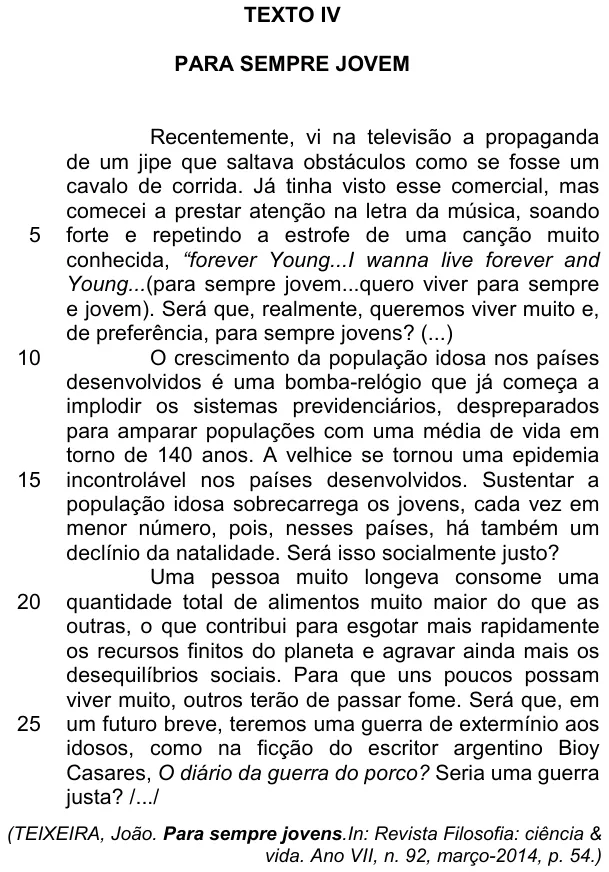 TEXTO IV
PARA SEMPRE JOVEM
Recentemente, vi na televisão a propaganda
de um jipe que saltava obstáculos como se fosse um
cavalo de corrida. Já tinha visto esse comercial, mas
comecei a prestar atenção na letra da música, soando
5 forte e repetindo a estrofe de uma canção muito
conhecida, “forever Young...I wanna live forever and
Young...(para sempre jovem...quero viver para sempre
e jovem). Será que, realmente, queremos viver muito e,
de preferência, para sempre jovens? (...)
10 O crescimento da população idosa nos países
desenvolvidos é uma bomba-relógio que já começa a
implodir os sistemas previdenciários, despreparados
para amparar populações com uma média de vida em
torno de 140 anos. A velhice se tornou uma epidemia
15 incontrolável nos países desenvolvidos. Sustentar a
população idosa sobrecarrega os jovens, cada vez em
menor número, pois, nesses países, há também um
declínio da natalidade. Será isso socialmente justo?
Uma pessoa muito longeva consome uma
20 quantidade total de alimentos muito maior do que as
outras, o que contribui para esgotar mais rapidamente
os recursos finitos do planeta e agravar ainda mais os
desequilíbrios sociais. Para que uns poucos possam
viver muito, outros terão de passar fome. Será que, em
25 um futuro breve, teremos uma guerra de extermínio aos
idosos, como na ficção do escritor argentino Bioy
Casares, O diário da guerra do porco? Seria uma guerra
justa? /.../
(TEIXEIRA, João. Para sempre jovens.In: Revista Filosofia: ciência &
vida. Ano VII, n. 92, março-2014, p. 54.)